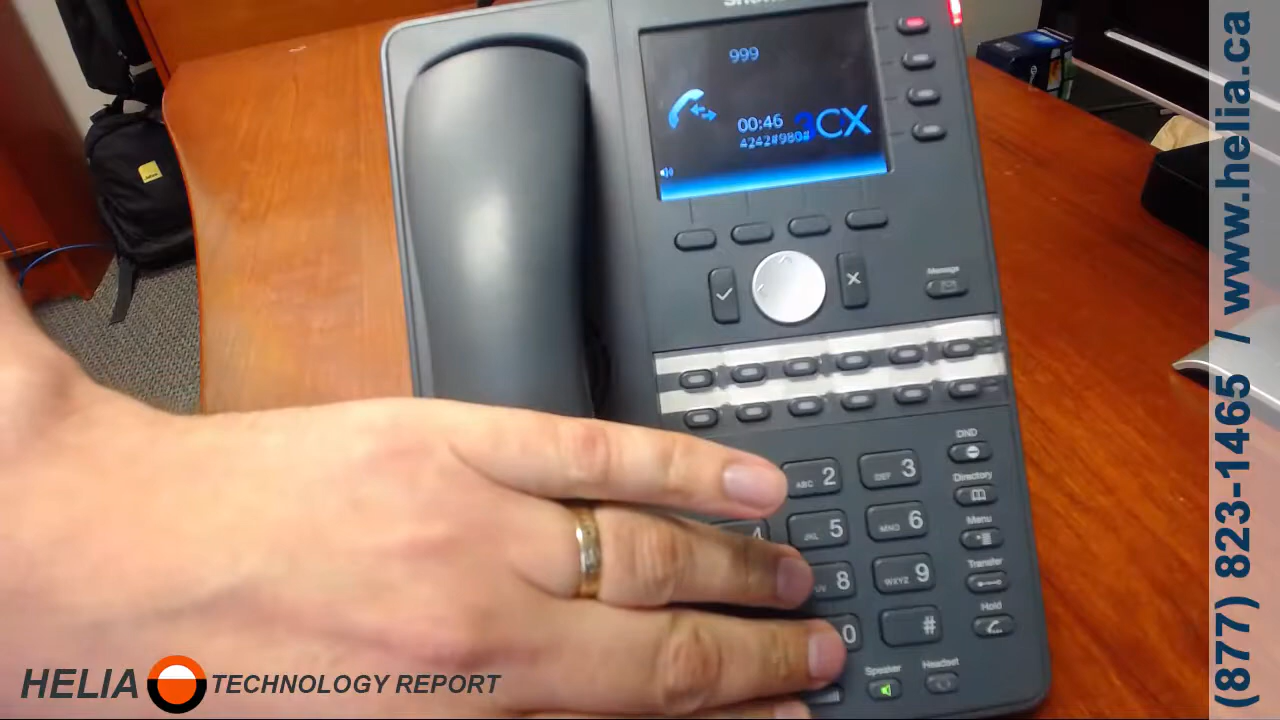 999
00:46
3CX
4242#980#
Message
ABC 2
DEF 3
4
JKL 5
MNO 6
8
WXYZ 9
0
#
DND
Directory
Menu
Transfer
Hold
Speaker
Headset
HELIA TECHNOLOGY REPORT
(877) 823-1465 / www.helia.ca